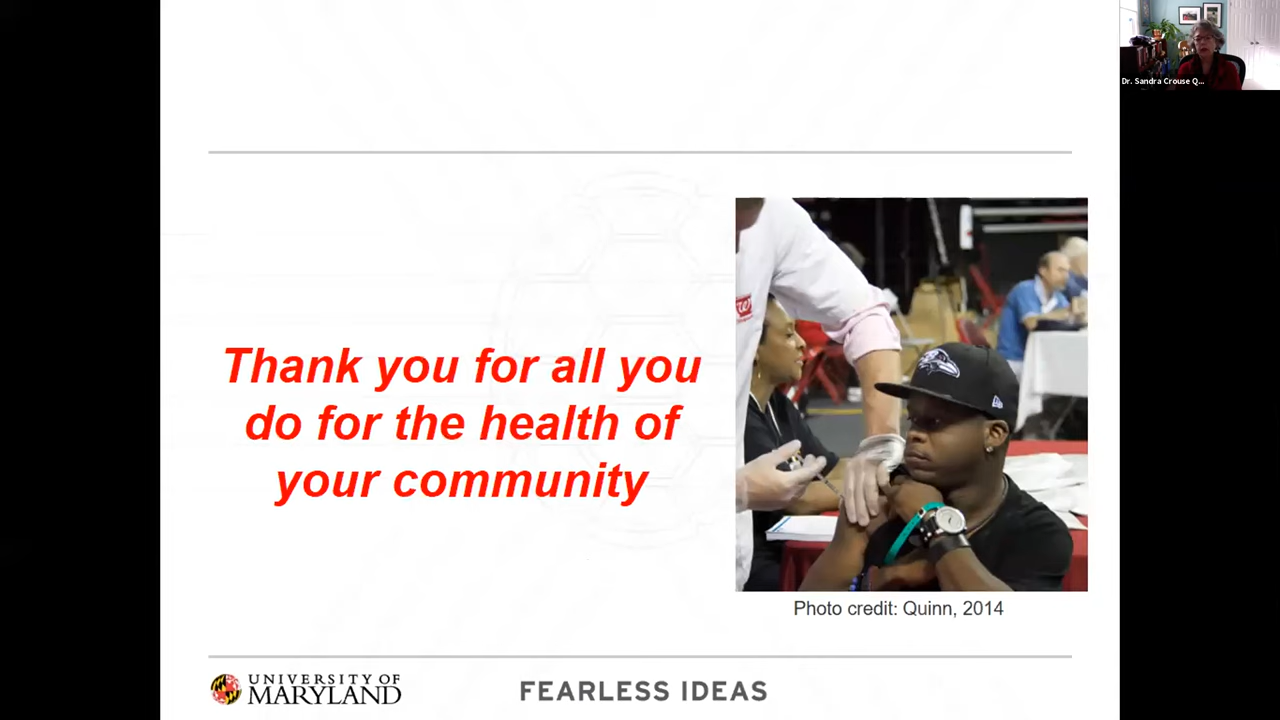 Dr. Sandra Crouse Q...
Thank you for all you
do for the health of
your community
Photo credit: Quinn, 2014
UNIVERSITY OF
MARYLAND
FEARLESS IDEAS